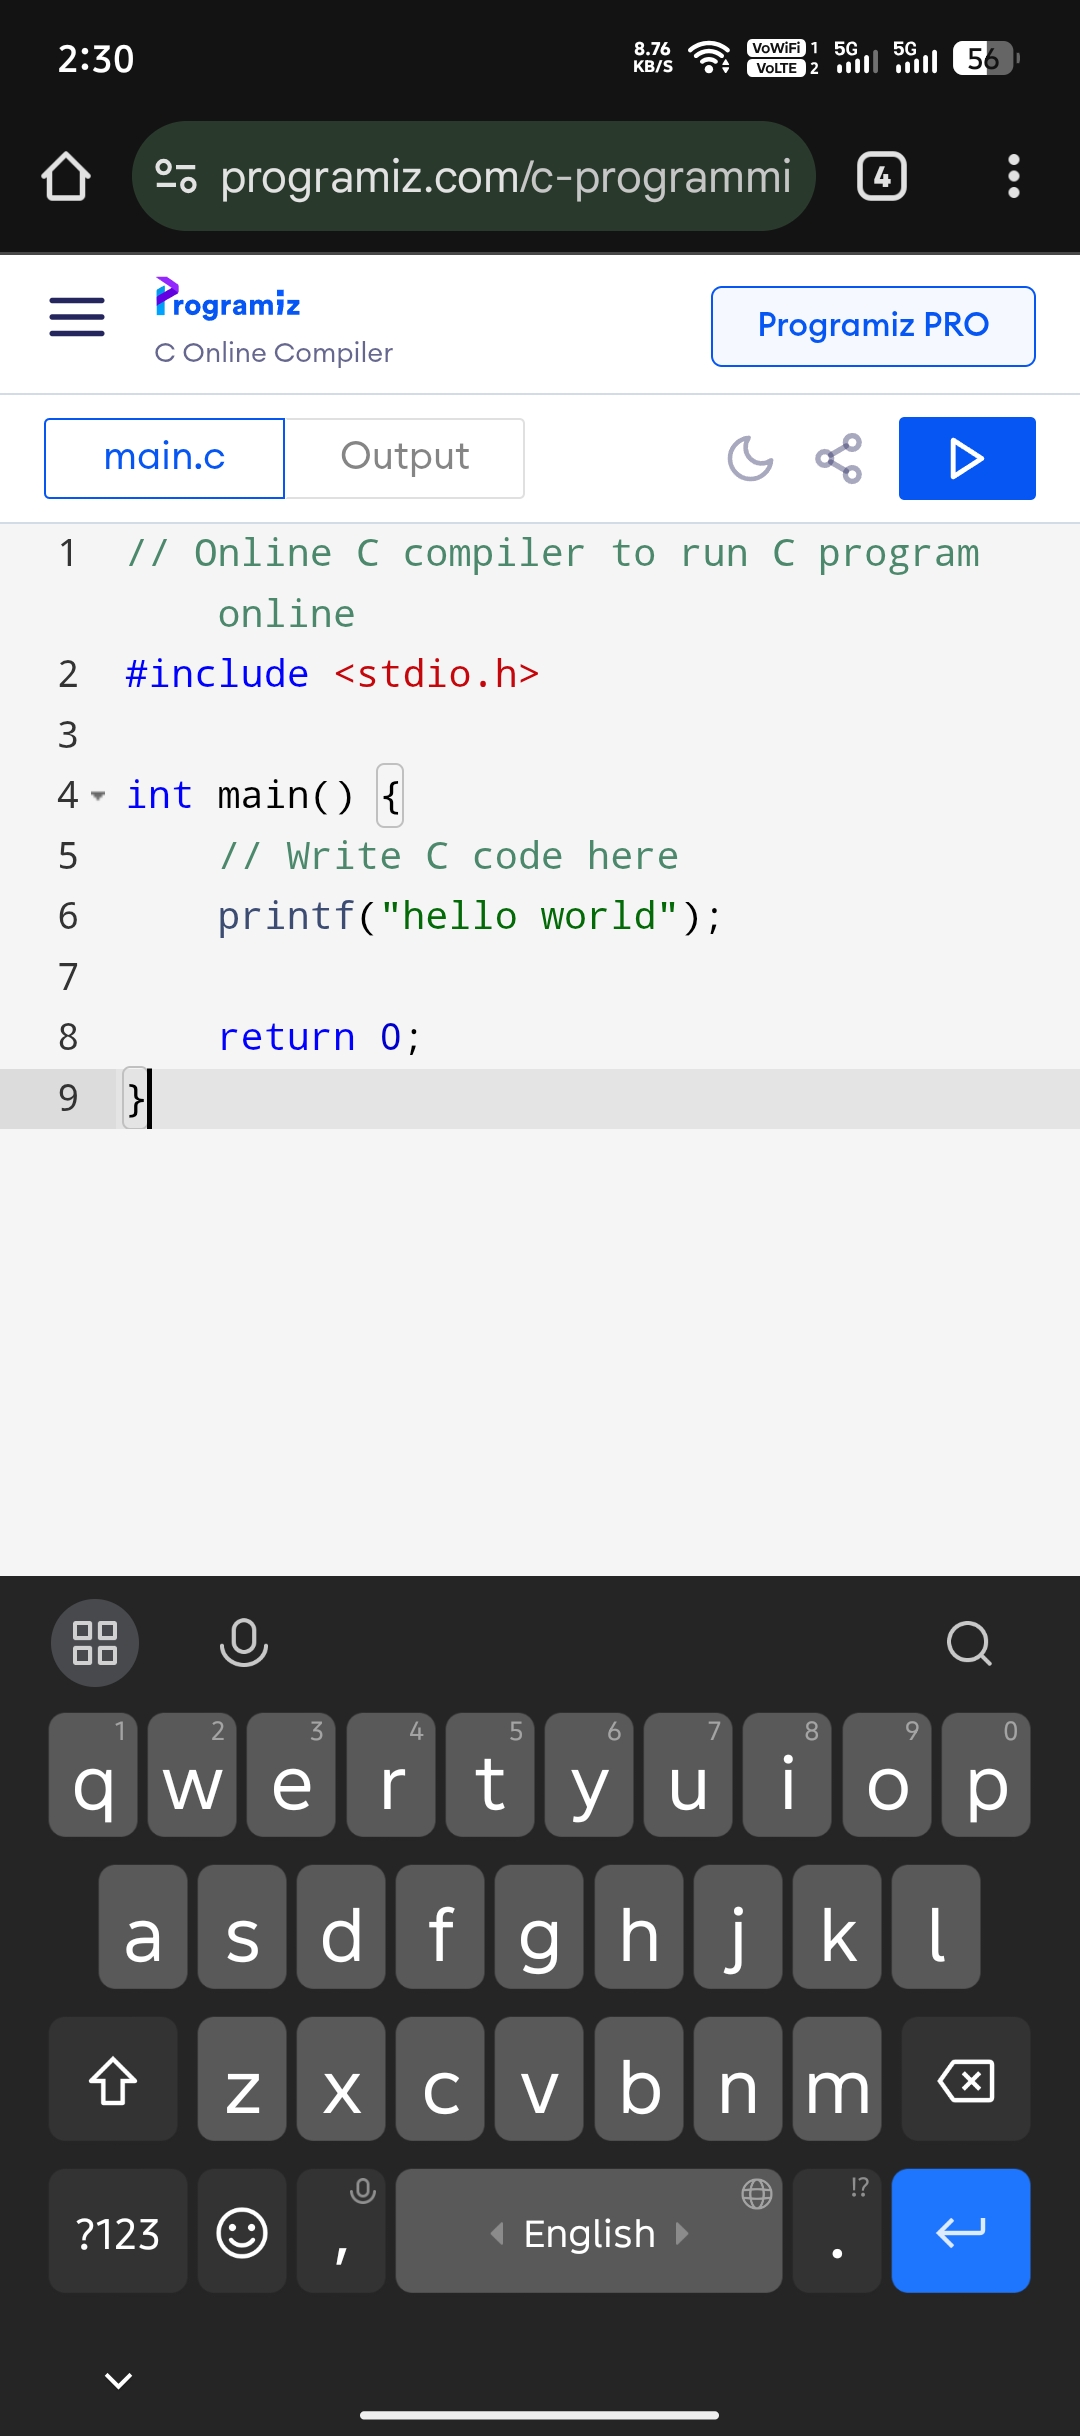 2:30
8.76
KB/S
VoWiFi 1
VoLTE 2
5G
5G
56
programiz.com/c-programmi
4
Programiz
C Online Compiler
Programiz PRO
main.c
Output
1 // Online C compiler to run C program
online
2 #include <stdio.h>
3
4 int main() {
5 // Write C code here
6 printf("hello world");
7
8 return 0;
9 }
1 2 3 4 5 6 7 8 9 0
q w e r t y u i o p
a s d f g h j k l
z x c v b n m
!?
?123 , English .